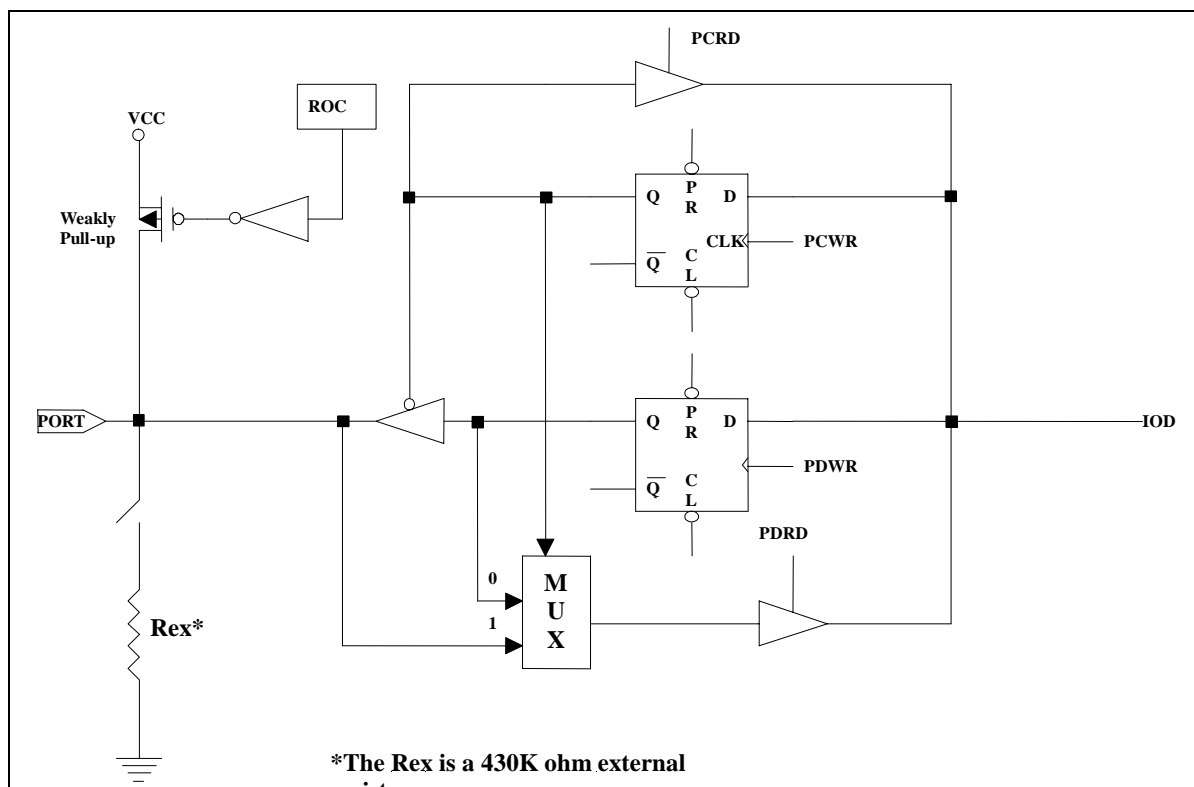 PCRD
ROC
VCC
Weakly
Pull-up
Q
P
R
D
CLK
PCWR
Q
C
L
PORT
Q
P
R
D
IOD
PDWR
Q
C
L
PDRD
0
1
M
U
X
Rex*
*The Rex is a 430K ohm external